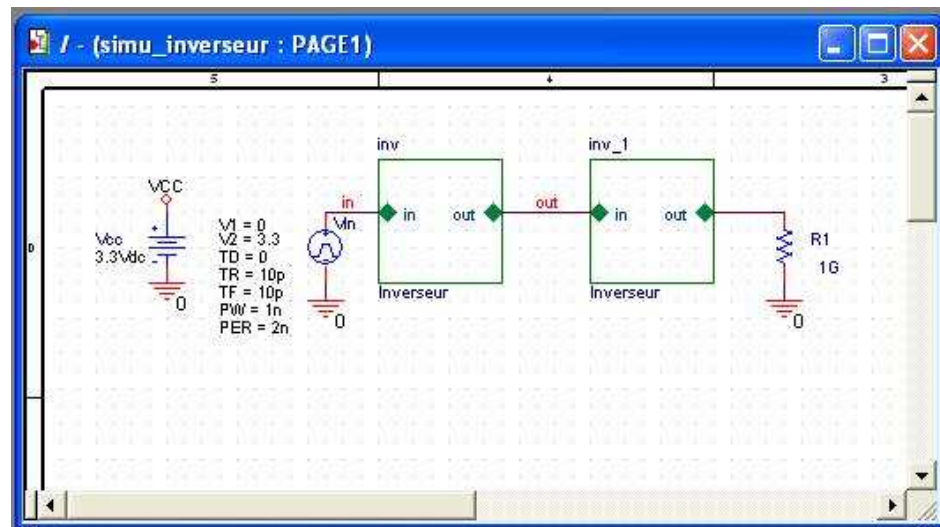 / - (simu_inverseur : PAGE1)
5
4
3
D
VCC
Vcc
3.3Vdc
+
-
0
V1 = 0
V2 = 3.3
TD = 0
TR = 10p
TF = 10p
PW = 1n
PER = 2n
in
Vin
0
inv
in
out
Inverseur
out
inv_1
in
out
Inverseur
R1
1G
0